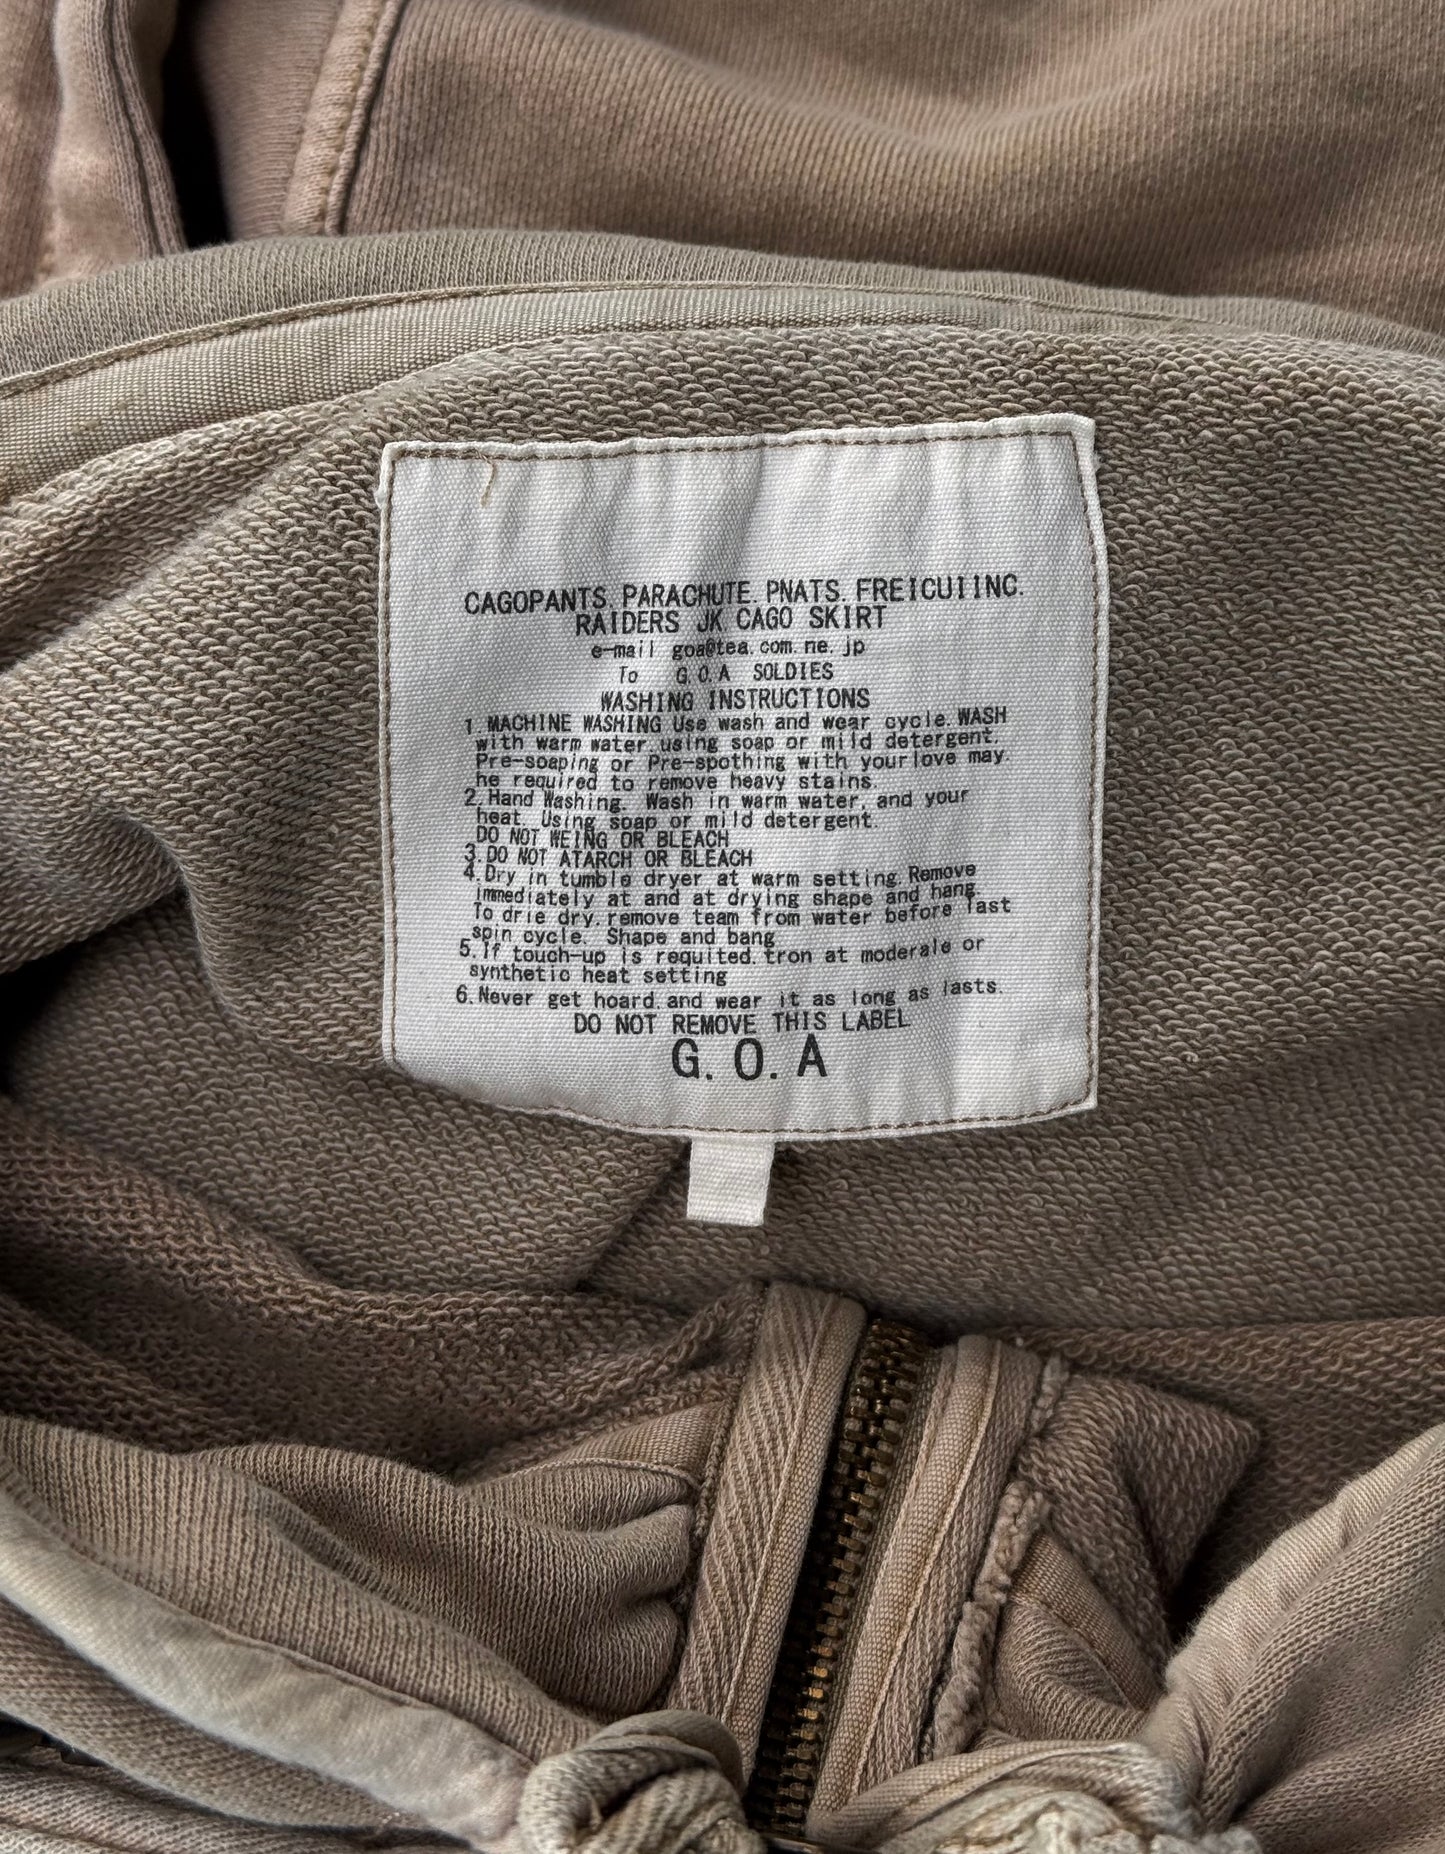 CAGOPANTS. PARACHUTE. PNATS. FREICUIINC.
RAIDERS JK CAGO SKIRT
e-mail goa@tea.com.ne.jp
To G.O.A SOLDIES
WASHING INSTRUCTIONS
1. MACHINE WASHING Use wash and wear cycle. WASH
with warm water. using soap or mild detergent.
Pre-soaping or Pre-spothing with your love may.
he required to remove heavy stains.
2. Hand Washing. Wash in warm water, and your
heat. Using soap or mild detergent.
DO NOT WEING OR BLEACH
3. DO NOT ATARCH OR BLEACH
4. Dry in tumble dryer at warm setting. Remove
immediately at and at drying shape and hang.
To drie dry. remove team from water before fast
spin cycle. Shape and bang
5. If touch-up is requited. tron at moderale or
synthetic heat setting
6. Never get hoard. and wear it as long as lasts.
DO NOT REMOVE THIS LABEL
G. O. A